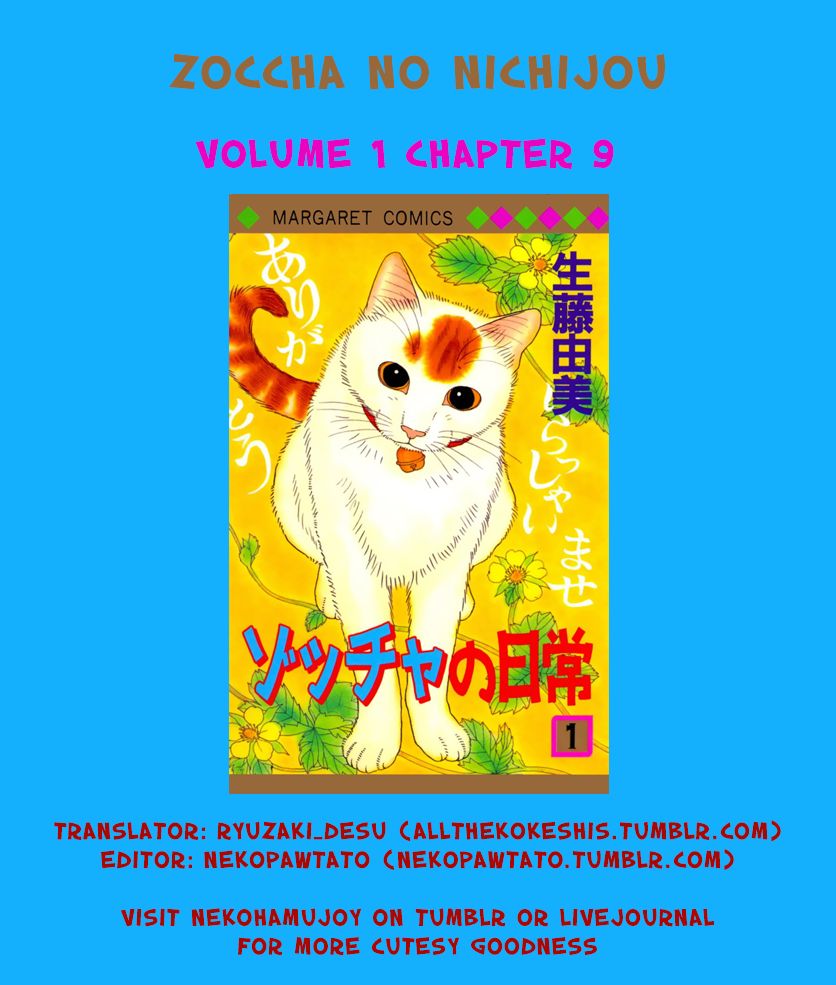 ZOCCHA NO NICHIJOU
VOLUME 1 CHAPTER 9
MARGARET COMICS
ありが
とう
生藤由美
らっしゃい
ませ
ゾッチャの日常
1
TRANSLATOR: RYUZAKI_DESU (ALLTHEKOKESHIS.TUMBLR.COM)
EDITOR: NEKOPAWTATO (NEKOPAWTATO.TUMBLR.COM)
VISIT NEKOHAMUJOY ON TUMBLR OR LIVEJOURNAL
FOR MORE CUTESY GOODNESS